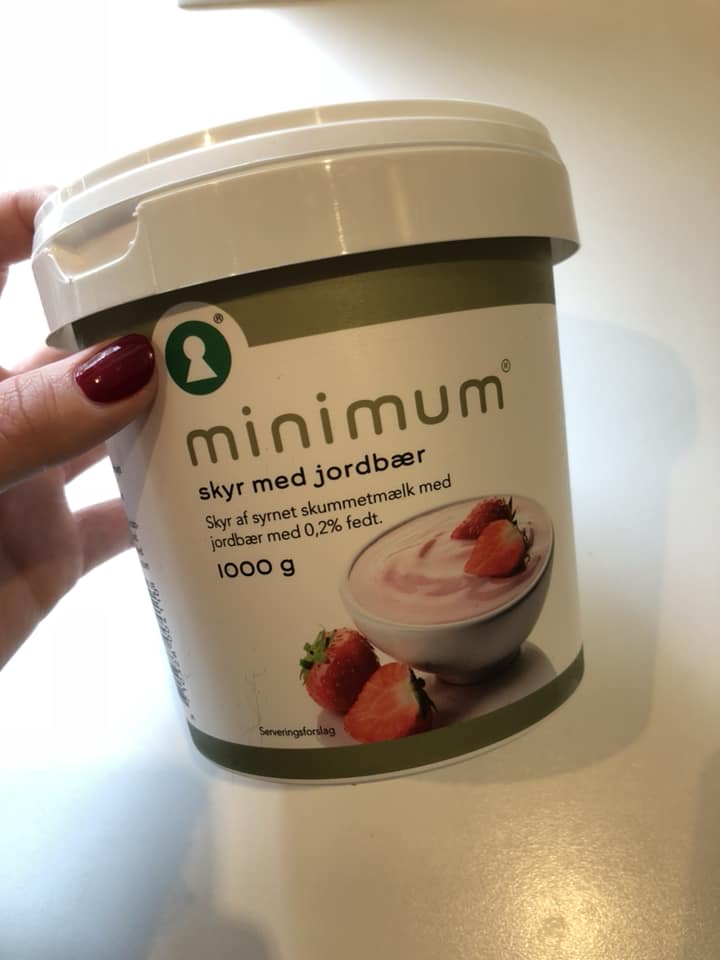 minimum®
skyr med jordbær
Skyr af syrnet skummetmælk med
jordbær med 0,2% fedt.
1000 g
Serveringsforslag